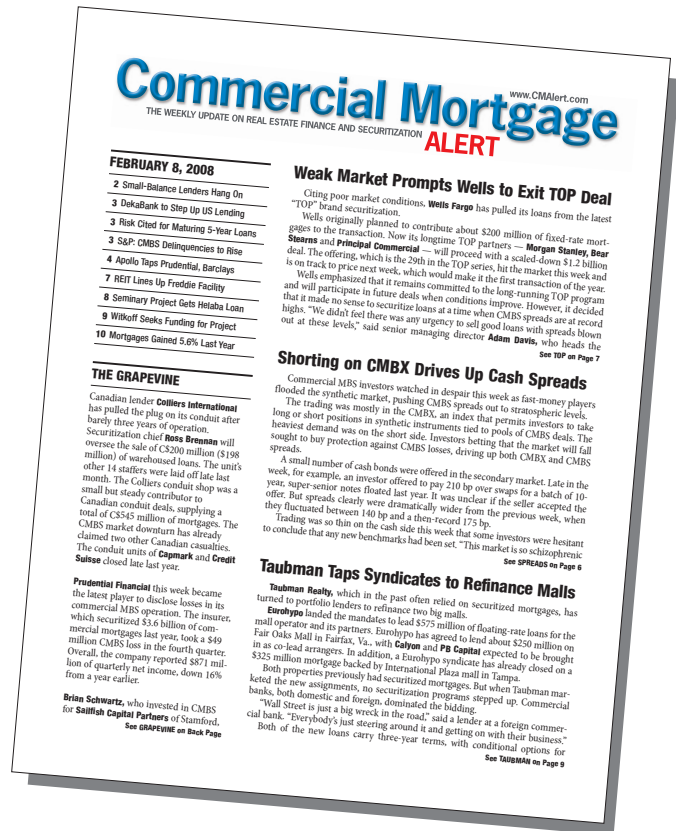 Commercial Mortgage
www.CMAlert.com
THE WEEKLY UPDATE ON REAL ESTATE FINANCE AND SECURITIZATION
ALERT
FEBRUARY 8, 2008
2 Small-Balance Lenders Hang On
3 DekaBank to Step Up US Lending
3 Risk Cited for Maturing 5-Year Loans
3 S&P: CMBS Delinquencies to Rise
4 Apollo Taps Prudential, Barclays
7 REIT Lines Up Freddie Facility
8 Seminary Project Gets Helaba Loan
9 Witkoff Seeks Funding for Project
10 Mortgages Gained 5.6% Last Year
THE GRAPEVINE
Canadian lender Colliers International
has pulled the plug on its conduit after
barely three years of operation.
Securitization chief Ross Brennan will
oversee the sale of C$200 million ($198
million) of warehoused loans. The unit's
other 14 staffers were laid off late last
month. The Colliers conduit shop was a
small but steady contributor to
Canadian conduit deals, supplying a
total of C$545 million of mortgages. The
CMBS market downturn has already
claimed two other Canadian casualties.
The conduit units of Capmark and Credit
Suisse closed late last year.
Prudential Financial this week became
the latest player to disclose losses in its
commercial MBS operation. The insurer,
which securitized $3.6 billion of com-
mercial mortgages last year, took a $49
million CMBS loss in the fourth quarter.
Overall, the company reported $871 mil-
lion of quarterly net income, down 16%
from a year earlier.
Brian Schwartz, who invested in CMBS
for Sailfish Capital Partners of Stamford,
See GRAPEVINE on Back Page
Weak Market Prompts Wells to Exit TOP Deal
Citing poor market conditions, Wells Fargo has pulled its loans from the latest
"TOP" brand securitization.
Wells originally planned to contribute about $200 million of fixed-rate mort-
gages to the transaction. Now its longtime TOP partners — Morgan Stanley, Bear
Stearns and Principal Commercial — will proceed with a scaled-down $1.2 billion
deal. The offering, which is the 29th in the TOP series, hit the market this week and
is on track to price next week, which would make it the first transaction of the year.
Wells emphasized that it remains committed to the long-running TOP program
and will participate in future deals when conditions improve. However, it decided
that it made no sense to securitize loans at a time when CMBS spreads are at record
highs. "We didn't feel there was any urgency to sell good loans with spreads blown
out at these levels," said senior managing director Adam Davis, who heads the
See TOP on Page 7
Shorting on CMBX Drives Up Cash Spreads
Commercial MBS investors watched in despair this week as fast-money players
flooded the synthetic market, pushing CMBS spreads out to stratospheric levels.
The trading was mostly in the CMBX, an index that permits investors to take
long or short positions in synthetic instruments tied to pools of CMBS deals. The
heaviest demand was on the short side. Investors betting that the market will fall
sought to buy protection against CMBS losses, driving up both CMBX and CMBS
spreads.
A small number of cash bonds were offered in the secondary market. Late in the
week, for example, an investor offered to pay 210 bp over swaps for a batch of 10-
year, super-senior notes floated last year. It was unclear if the seller accepted the
offer. But spreads clearly were dramatically wider from the previous week, when
they fluctuated between 140 bp and a then-record 175 bp.
Trading was so thin on the cash side this week that some investors were hesitant
to conclude that any new benchmarks had been set. "This market is so schizophrenic
See SPREADS on Page 6
Taubman Taps Syndicates to Refinance Malls
Taubman Realty, which in the past often relied on securitized mortgages, has
turned to portfolio lenders to refinance two big malls.
Eurohypo landed the mandates to lead $575 million of floating-rate loans for the
mall operator and its partners. Eurohypo has agreed to lend about $250 million on
Fair Oaks Mall in Fairfax, Va., with Calyon and PB Capital expected to be brought
in as co-lead arrangers. In addition, a Eurohypo syndicate has already closed on a
$325 million mortgage backed by International Plaza mall in Tampa.
Both properties previously had securitized mortgages. But when Taubman mar-
keted the new assignments, no securitization programs stepped up. Commercial
banks, both domestic and foreign, dominated the bidding.
"Wall Street is just a big wreck in the road," said a lender at a foreign commer-
cial bank. "Everybody's just steering around it and getting on with their business."
Both of the new loans carry three-year terms, with conditional options for
See TAUBMAN on Page 9